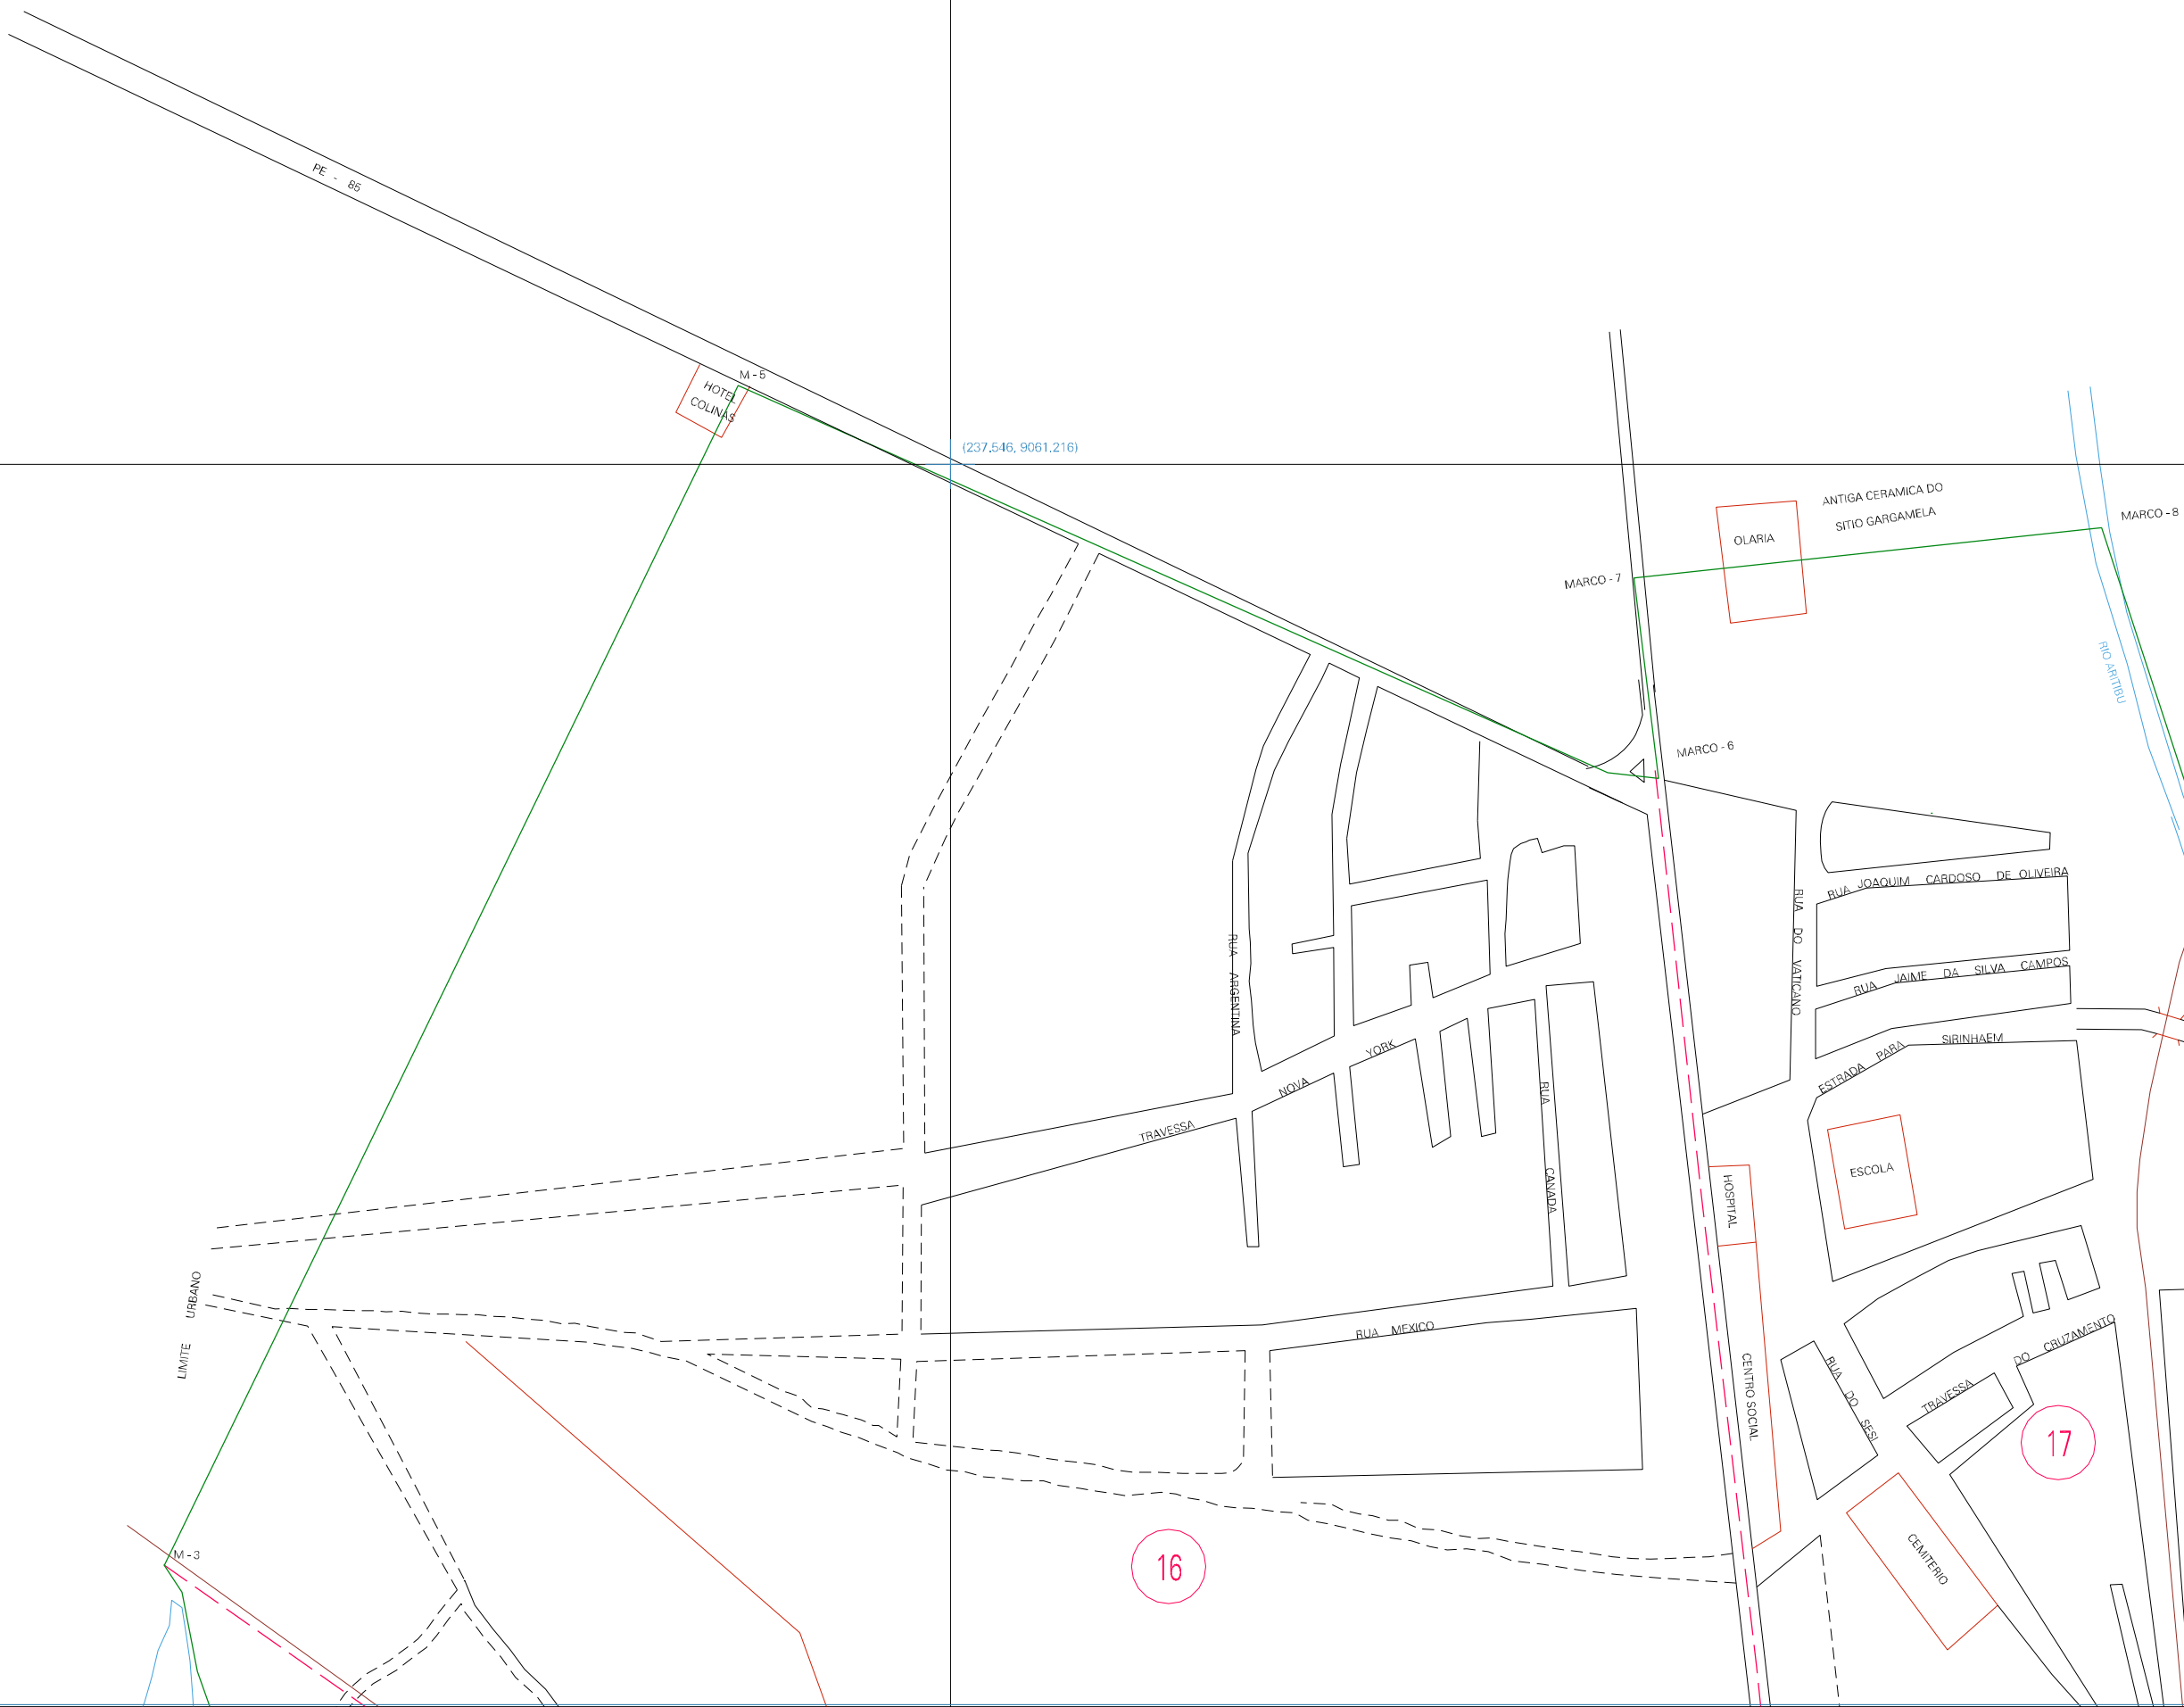 PE - 85
M - 5
HOTEL
COLINAS
(237.546, 9061.216)
ANTIGA CERAMICA DO
SITIO GARGAMELA
OLARIA
MARCO - 8
MARCO - 7
RIO ARITIBU
MARCO - 6
RUA JOAQUIM CARDOSO DE OLIVEIRA
RUA DO VATICANO
RUA JAIME DA SILVA CAMPOS
RUA ARGENTINA
ESTRADA PARA SIRINHAEM
TRAVESSA NOVA YORK
RUA CANADA
ESCOLA
HOSPITAL
LIMITE URBANO
RUA MEXICO
CENTRO SOCIAL
RUA DO SESI
TRAVESSA DO CRUZAMENTO
17
CEMITERIO
M - 3
16